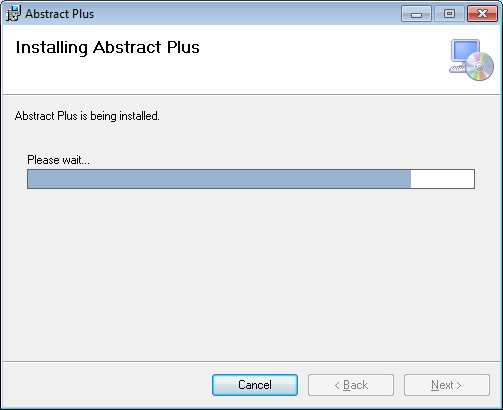 Abstract Plus
Installing Abstract Plus
Abstract Plus is being installed.
Please wait...
Cancel
< Back
Next >